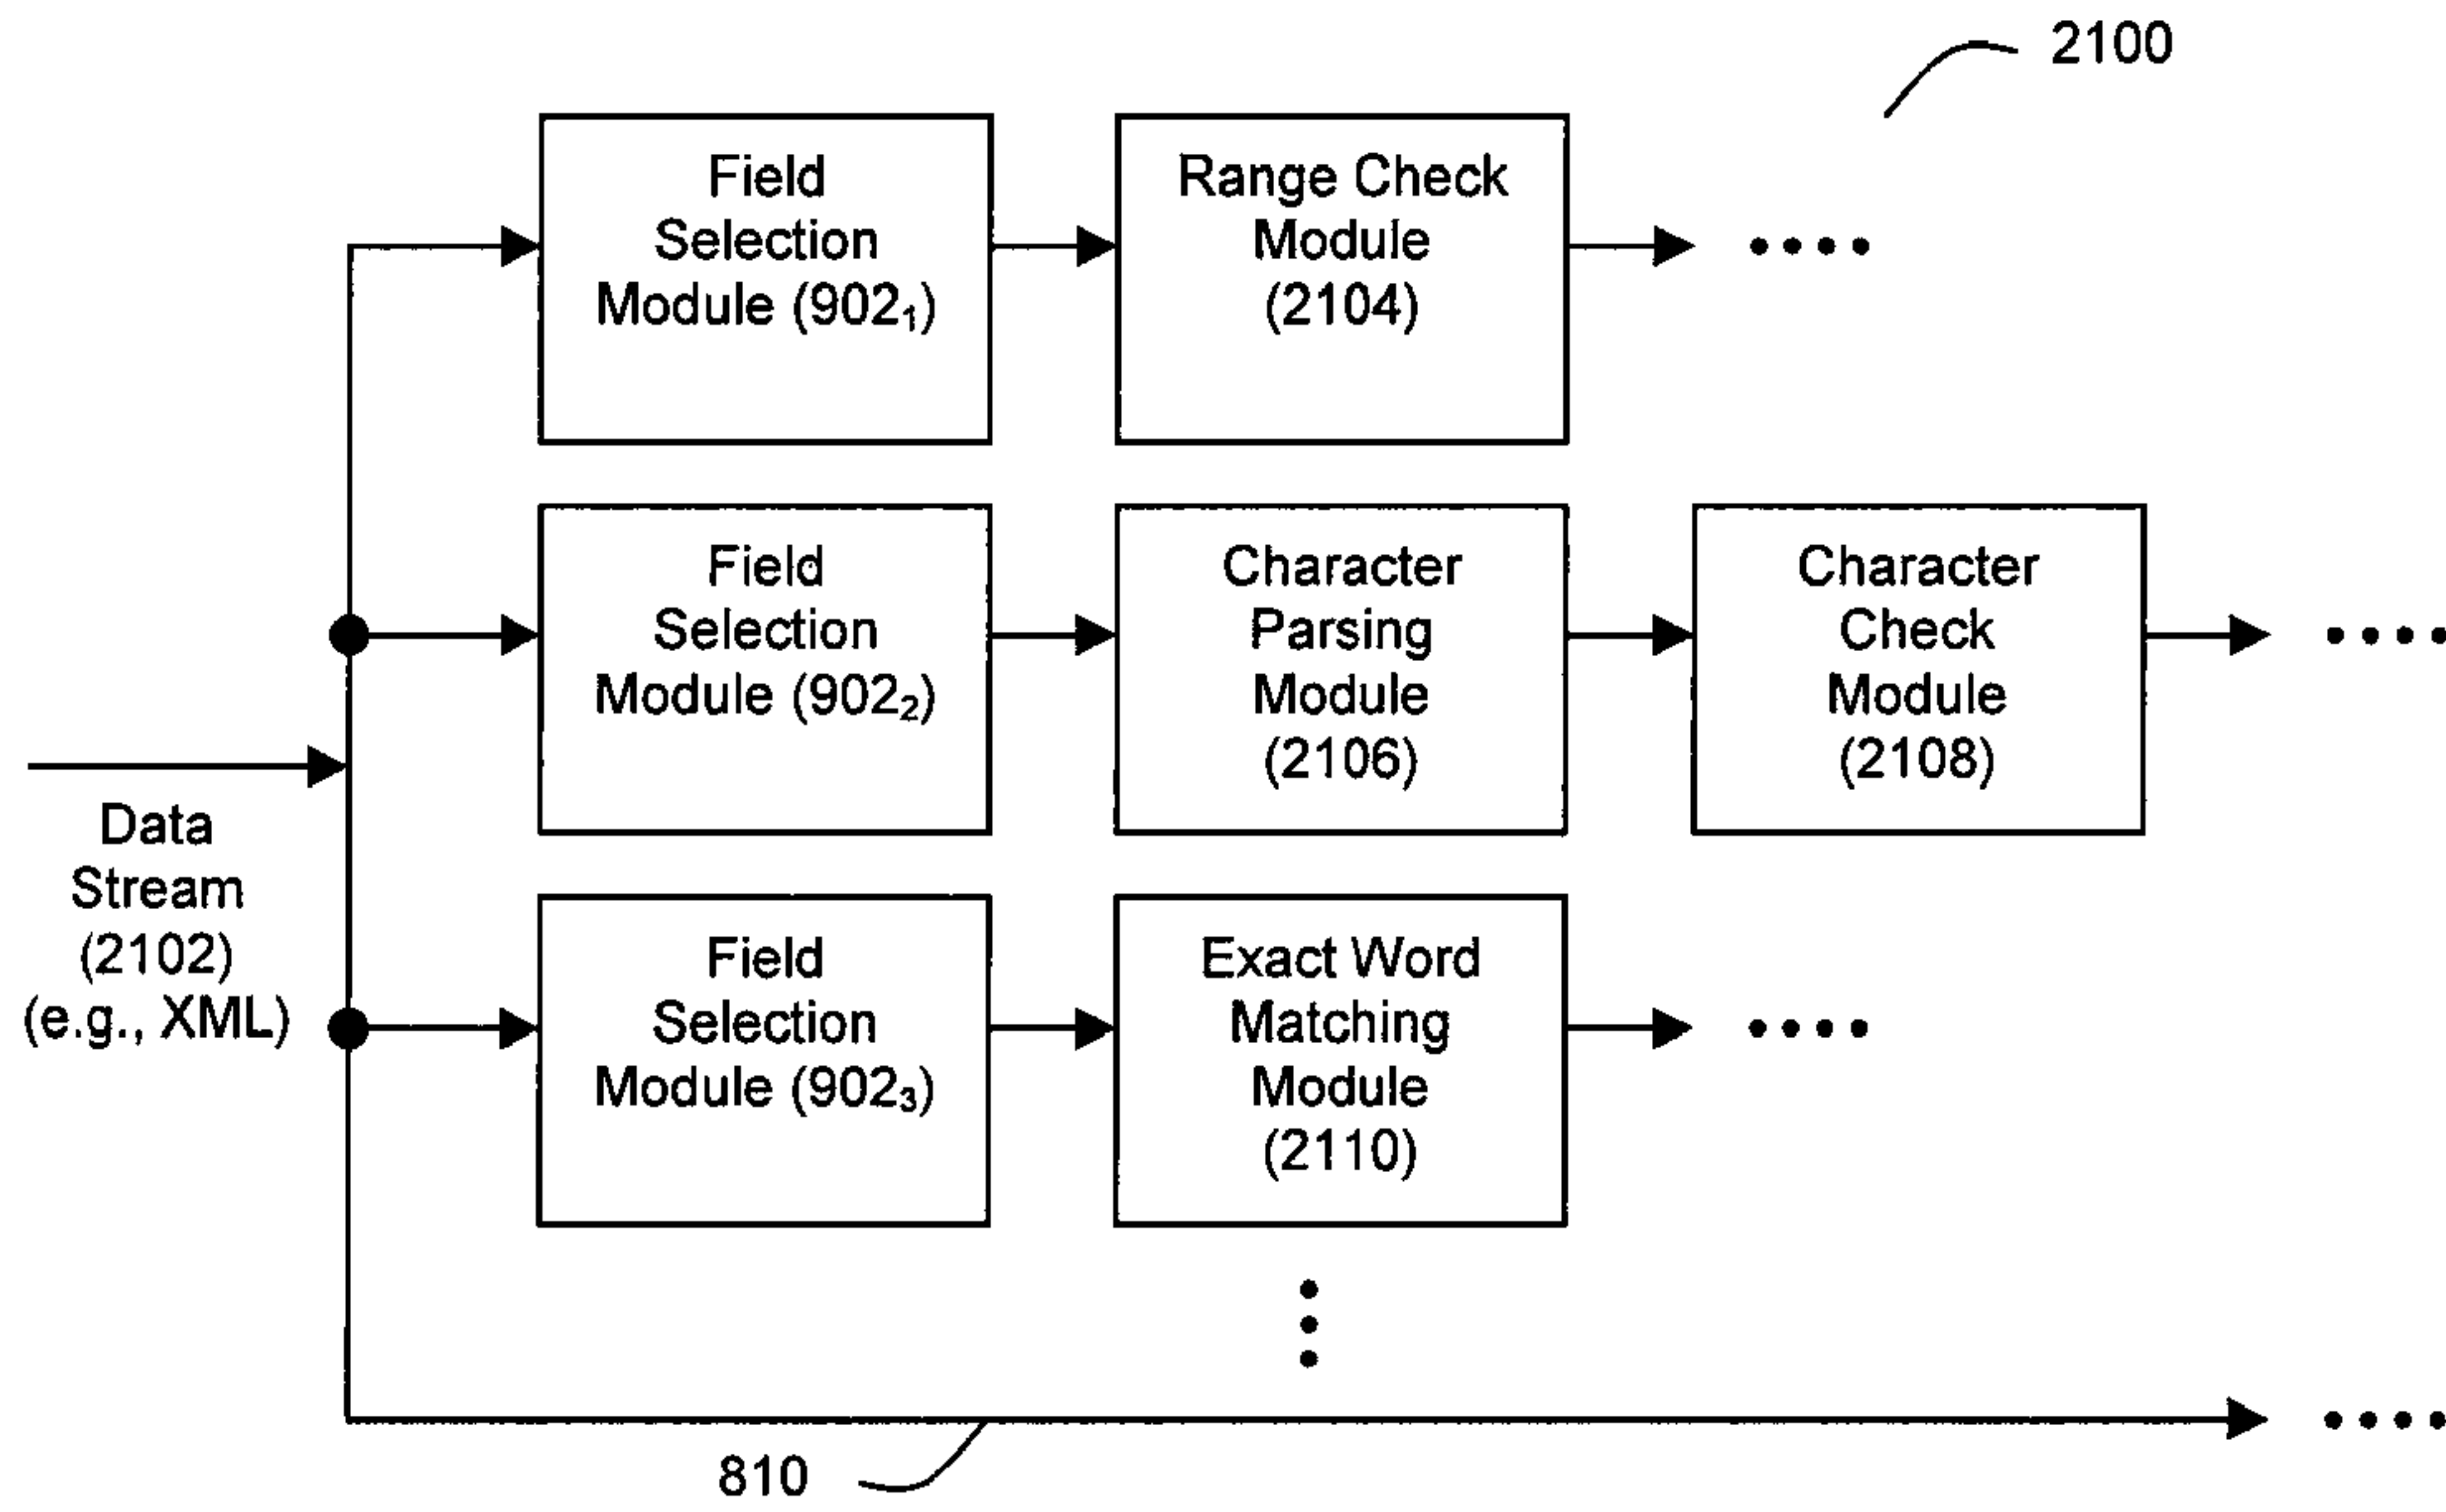 2100
Field
Selection
Module (902₁)
Range Check
Module
(2104)
Field
Selection
Module (902₂)
Character
Parsing
Module
(2106)
Character
Check
Module
(2108)
Data
Stream
(2102)
(e.g., XML)
Field
Selection
Module (902₃)
Exact Word
Matching
Module
(2110)
810